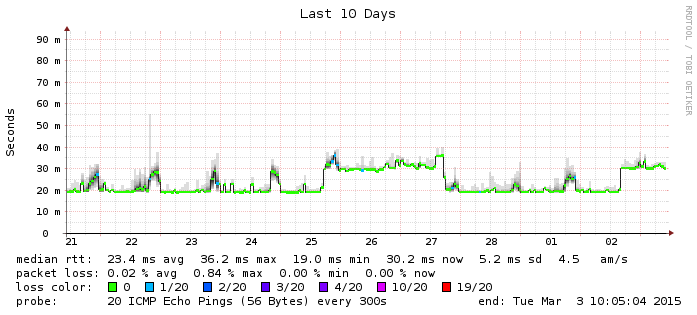 Last 10 Days
RRDTOOL / TOBI OETIKER
Seconds
90 m
80 m
70 m
60 m
50 m
40 m
30 m
20 m
10 m
0
21 22 23 24 25 26 27 28 01 02
median rtt: 23.4 ms avg 36.2 ms max 19.0 ms min 30.2 ms now 5.2 ms sd 4.5 am/s
packet loss: 0.02 % avg 0.84 % max 0.00 % min 0.00 % now
loss color: 0 1/20 2/20 3/20 4/20 10/20 19/20
probe: 20 ICMP Echo Pings (56 Bytes) every 300s end: Tue Mar 3 10:05:04 2015